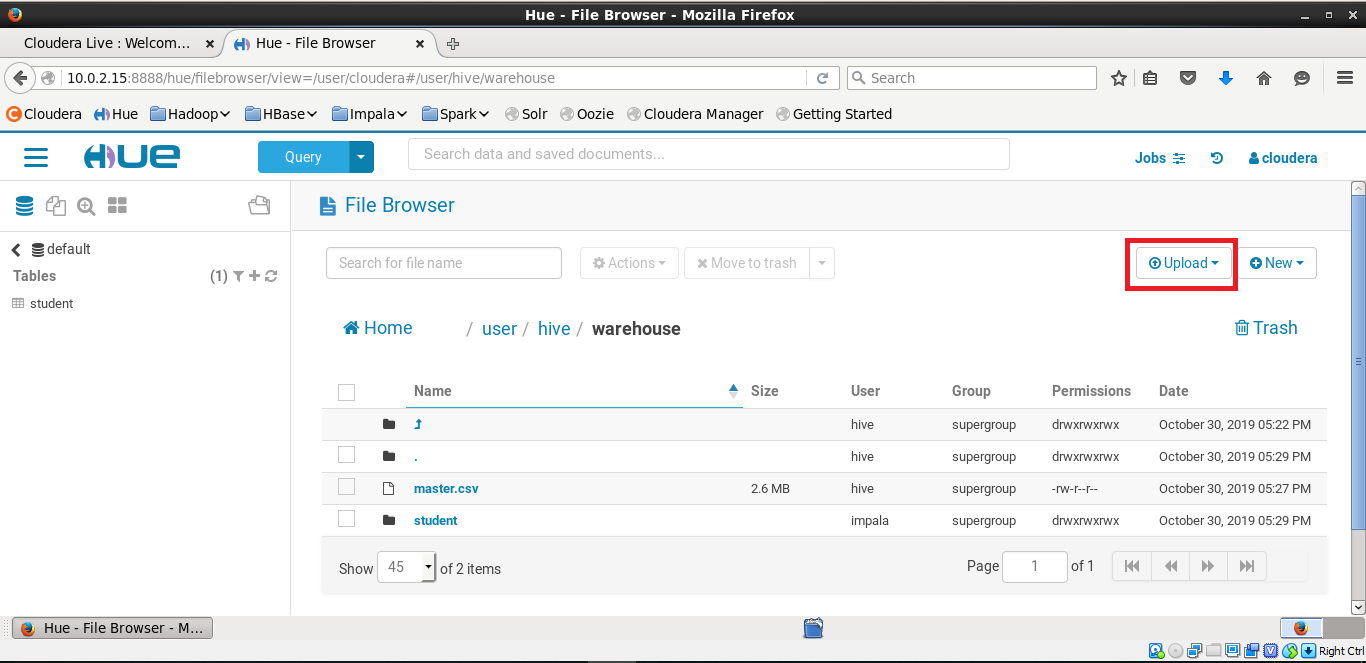 Hue - File Browser - Mozilla Firefox
Cloudera Live : Welcom... Hue - File Browser
10.0.2.15:8888/hue/filebrowser/view=/user/cloudera#/user/hive/warehouse Search
Cloudera Hue Hadoop HBase Impala Spark Solr Oozie Cloudera Manager Getting Started
HUE Query Search data and saved documents... Jobs cloudera
File Browser
default
Search for file name Actions Move to trash Upload New
Tables (1)
student
Home / user / hive / warehouse Trash
Name Size User Group Permissions Date
hive supergroup drwxrwxrwx October 30, 2019 05:22 PM
. hive supergroup drwxrwxrwx October 30, 2019 05:29 PM
master.csv 2.6 MB hive supergroup -rw-r--r-- October 30, 2019 05:27 PM
student impala supergroup drwxrwxrwx October 30, 2019 05:29 PM
Show 45 of 2 items Page 1 of 1
Hue - File Browser - M...
Right Ctrl